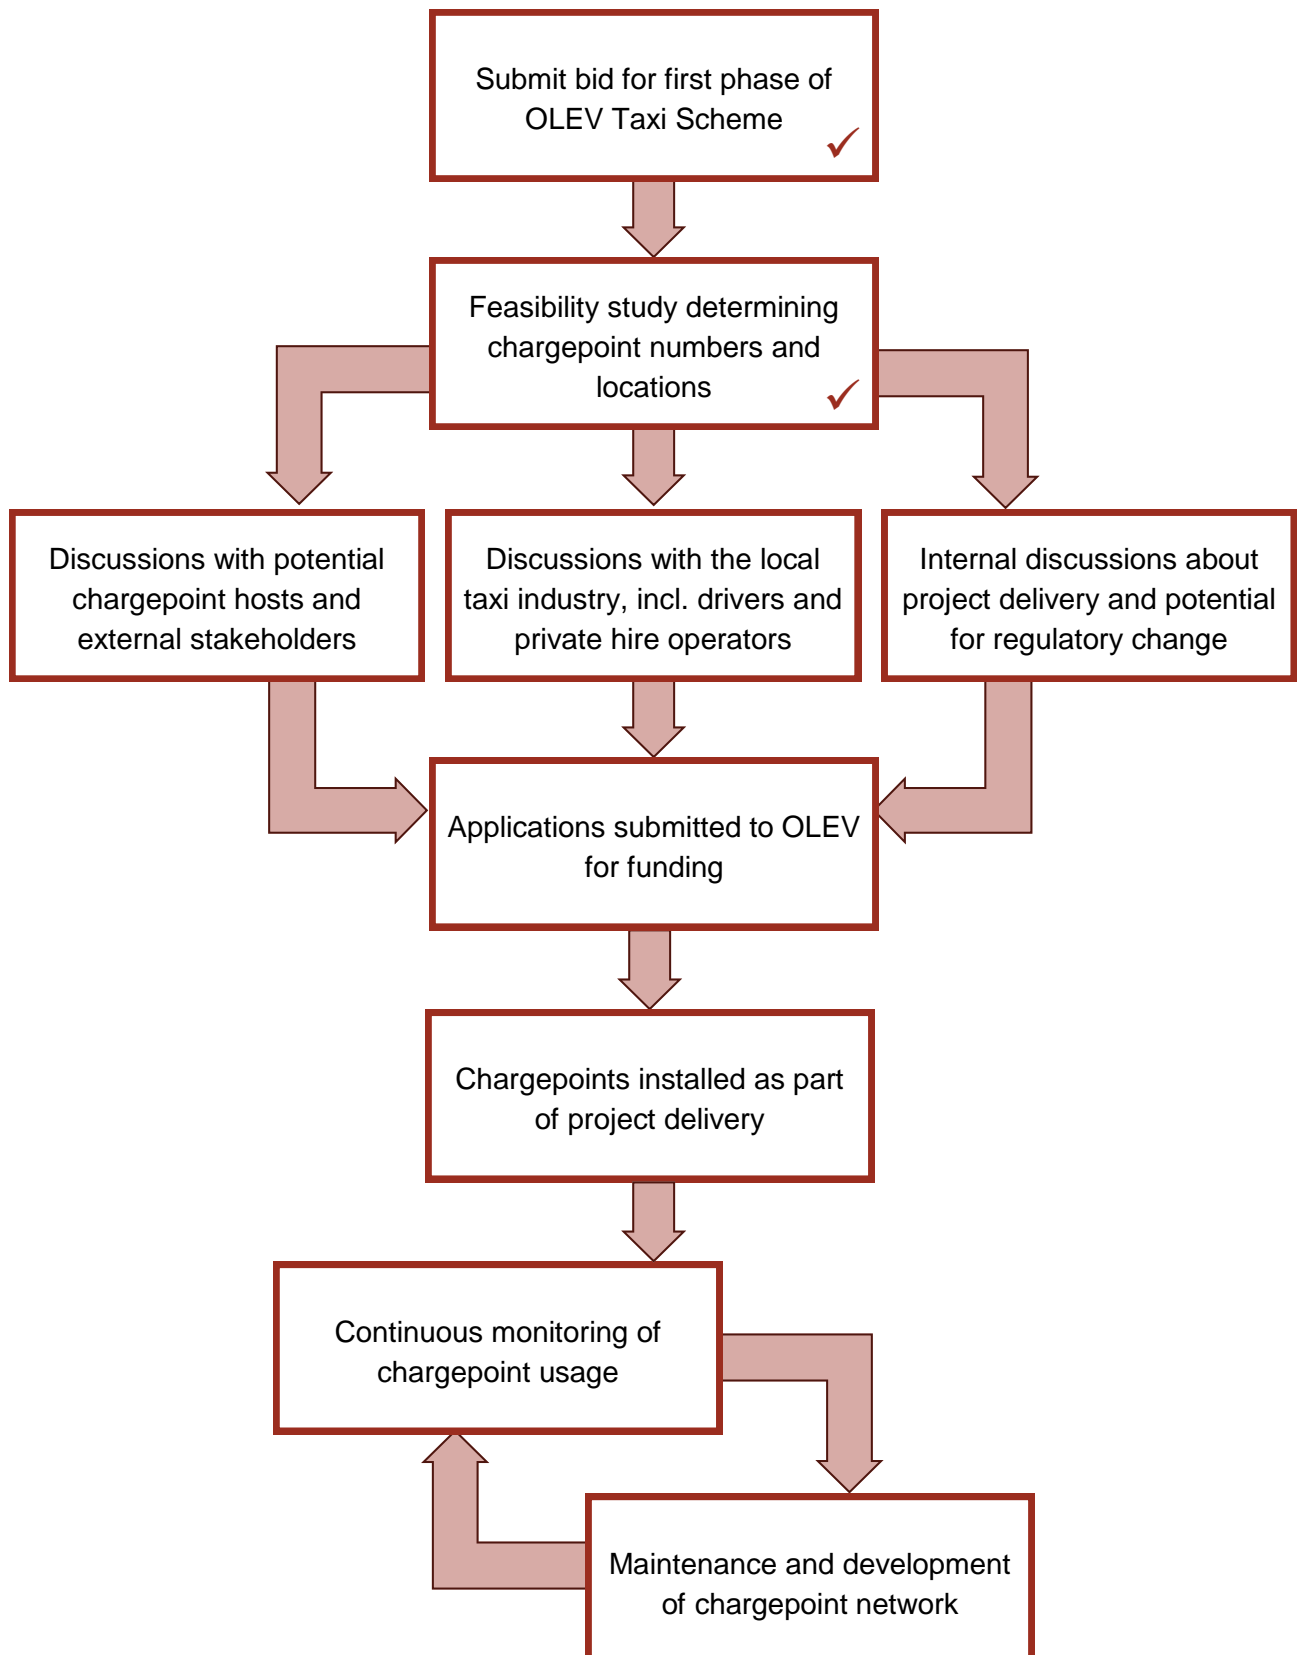 Submit bid for first phase of
OLEV Taxi Scheme
Feasibility study determining
chargepoint numbers and
locations
Discussions with potential
chargepoint hosts and
external stakeholders
Discussions with the local
taxi industry, incl. drivers and
private hire operators
Internal discussions about
project delivery and potential
for regulatory change
Applications submitted to OLEV
for funding
Chargepoints installed as part
of project delivery
Continuous monitoring of
chargepoint usage
Maintenance and development
of chargepoint network